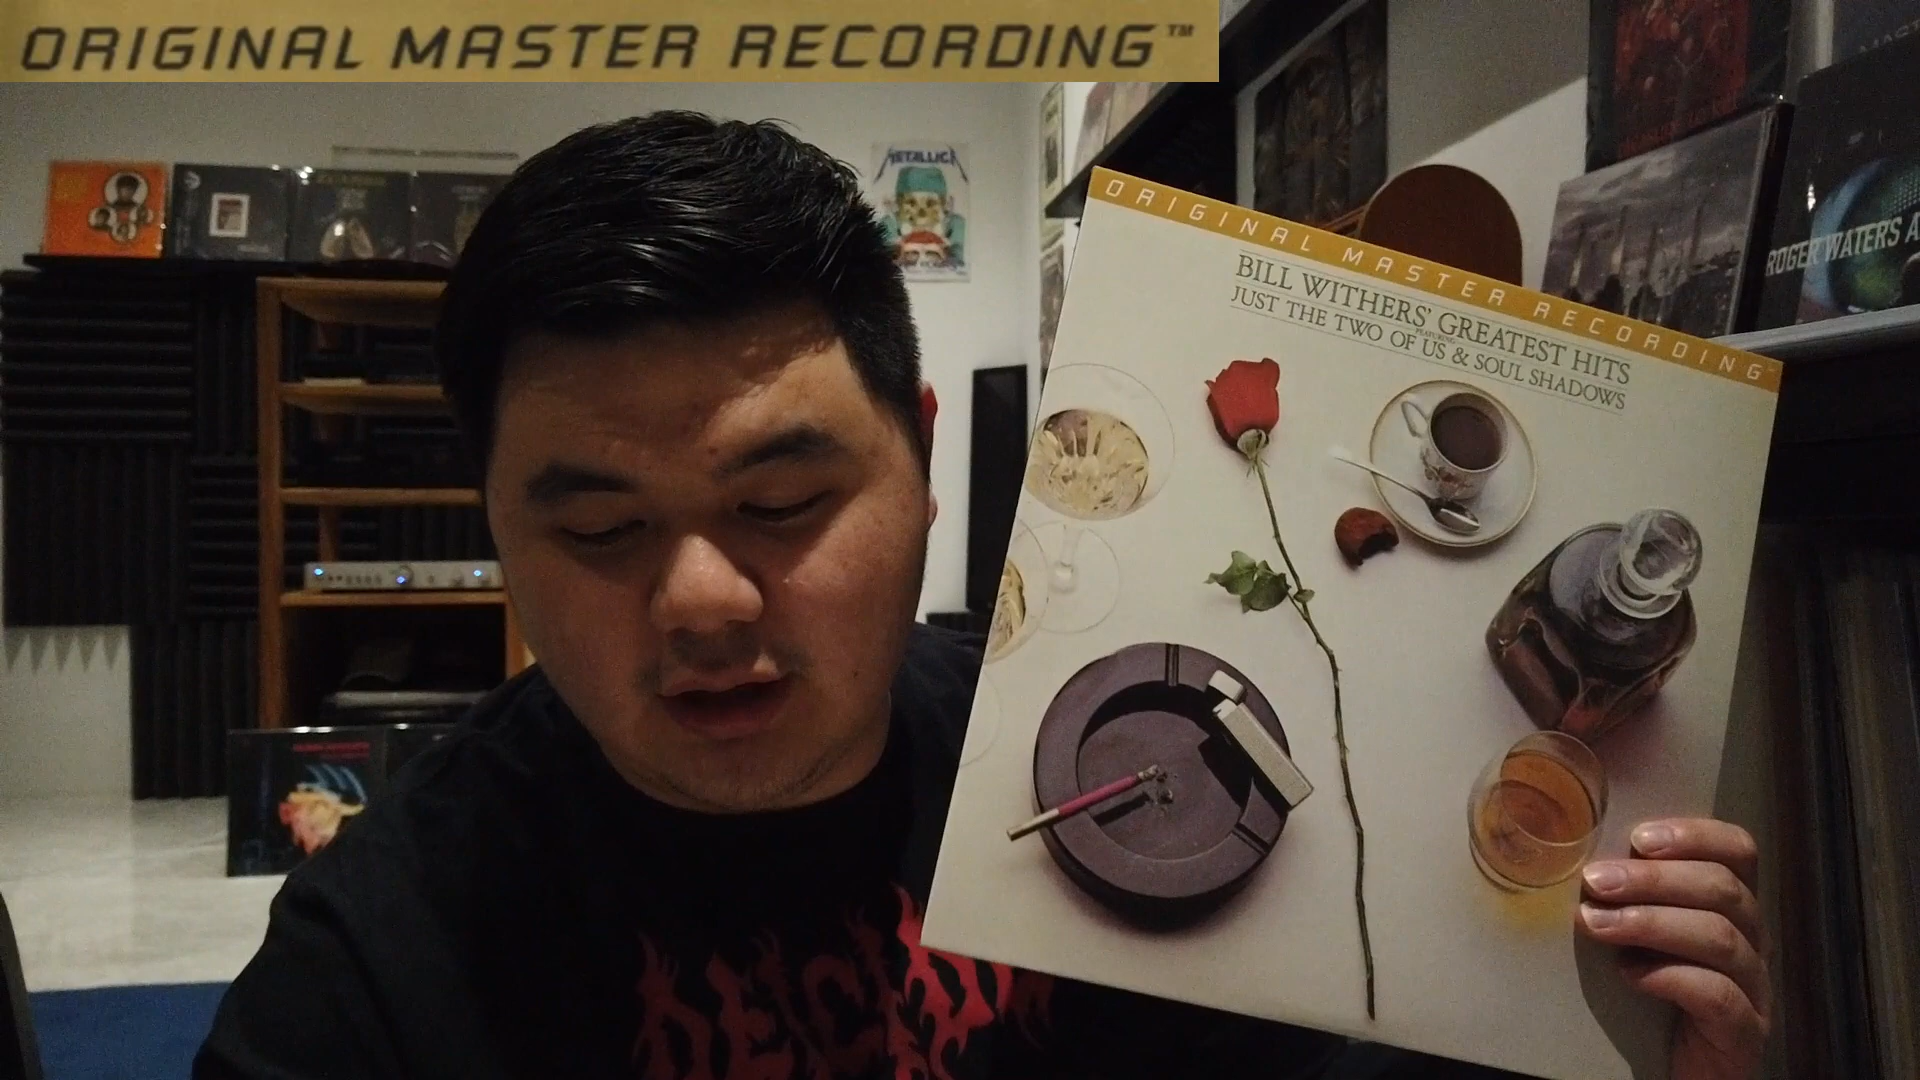 ORIGINAL MASTER RECORDING™
METALLICA
ORIGINAL MASTER RECORDING™
BILL WITHERS' GREATEST HITS
FEATURING
JUST THE TWO OF US & SOUL SHADOWS
ROGER WATERS A
DEICIDE